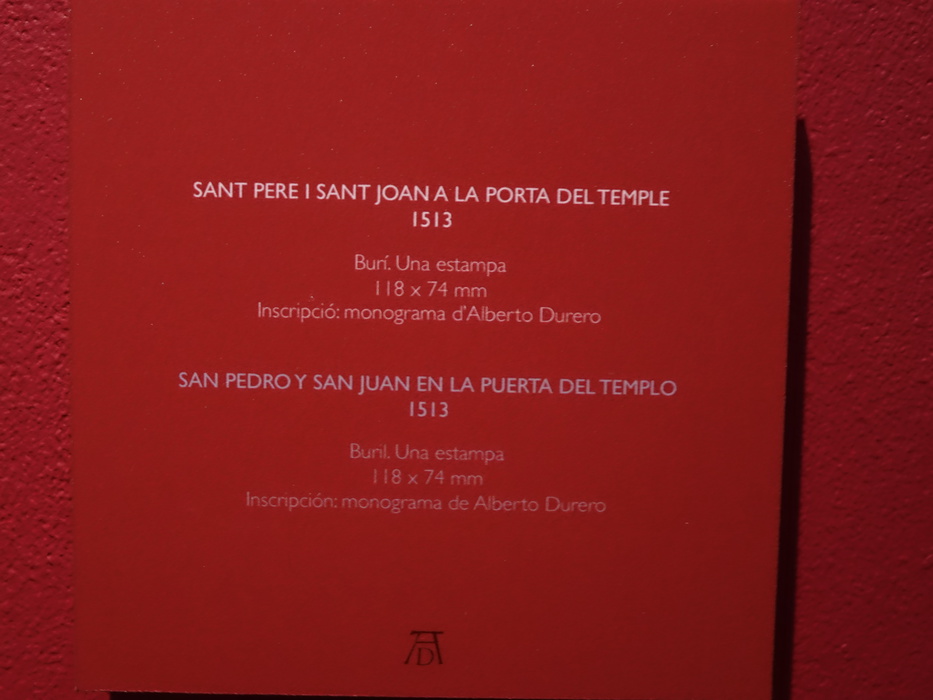 SANT PERE I SANT JOAN A LA PORTA DEL TEMPLE
1513
Burí. Una estampa
118 x 74 mm
Inscripció: monograma d'Alberto Durero
SAN PEDRO Y SAN JUAN EN LA PUERTA DEL TEMPLO
1513
Buril. Una estampa
118 x 74 mm
Inscripción: monograma de Alberto Durero
AD